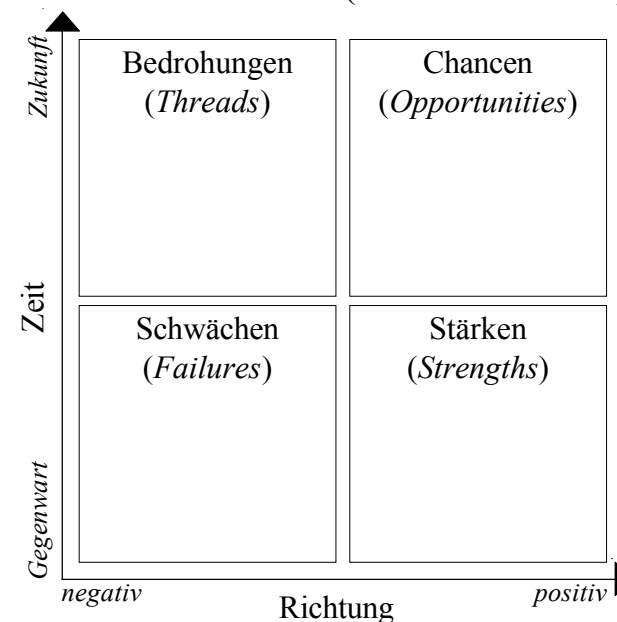 Zukunft
Bedrohungen
(Threads)
Chancen
(Opportunities)
Zeit
Schwächen
(Failures)
Stärken
(Strengths)
Gegenwart
negativ
Richtung
positiv